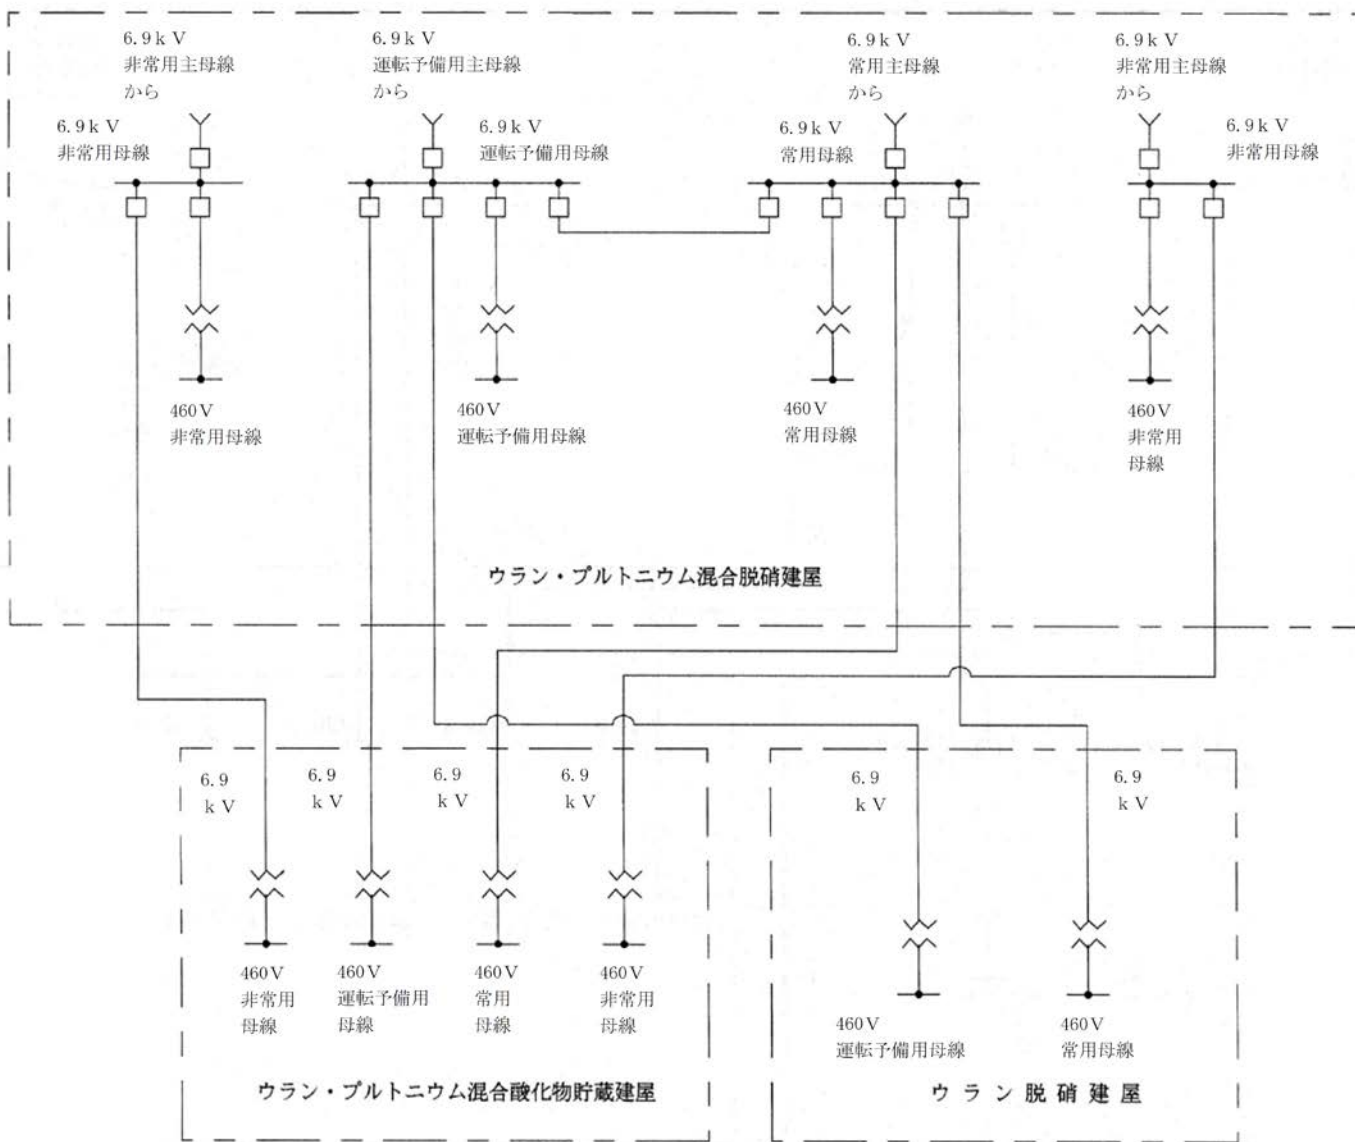 6.9kV
非常用主母線
から
6.9kV
運転予備用主母線
から
6.9kV
常用主母線
から
6.9kV
非常用主母線
から
6.9kV
非常用母線
6.9kV
運転予備用母線
6.9kV
常用母線
6.9kV
非常用母線
460V
非常用母線
460V
運転予備用母線
460V
常用母線
460V
非常用
母線
ウラン・プルトニウム混合脱硝建屋
6.9
kV
6.9
kV
6.9
kV
6.9
kV
6.9
kV
6.9
kV
460V
非常用
母線
460V
運転予備用
母線
460V
常用
母線
460V
非常用
母線
460V
運転予備用母線
460V
常用母線
ウラン・プルトニウム混合酸化物貯蔵建屋
ウラン脱硝建屋